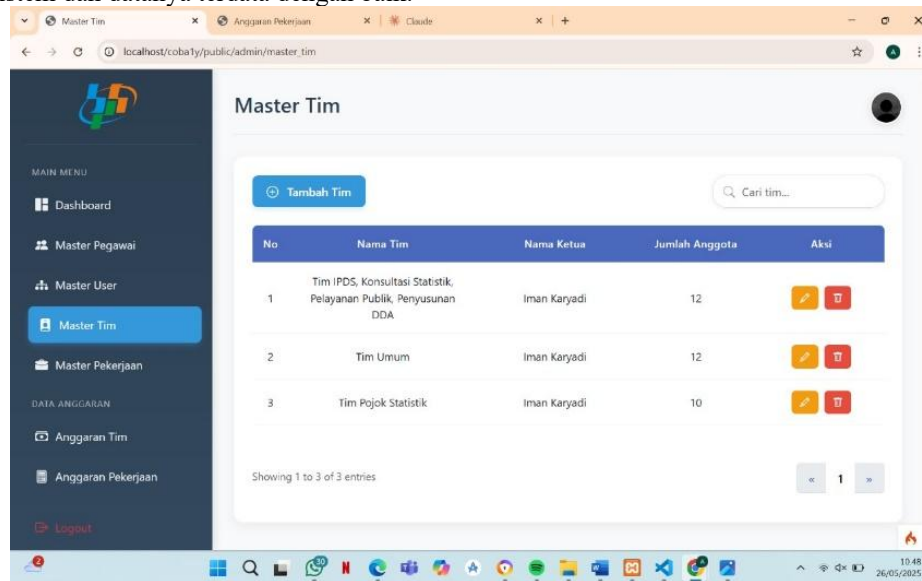 Master Tim
Anggaran Pekerjaan
Claude
localhost/coba1y/public/admin/master_tim
A
Master Tim
MAIN MENU
Dashboard
Master Pegawai
Master User
Master Tim
Master Pekerjaan
DATA ANGGARAN
Anggaran Tim
Anggaran Pekerjaan
Logout
Tambah Tim
Cari tim...
No Nama Tim Nama Ketua Jumlah Anggota Aksi
Tim IPDS, Konsultasi Statistik,
1 Pelayanan Publik, Penyusunan Iman Karyadi 12
DDA
2 Tim Umum Iman Karyadi 12
3 Tim Pojok Statistik Iman Karyadi 10
Showing 1 to 3 of 3 entries
« 1 »
10:48
26/05/2025